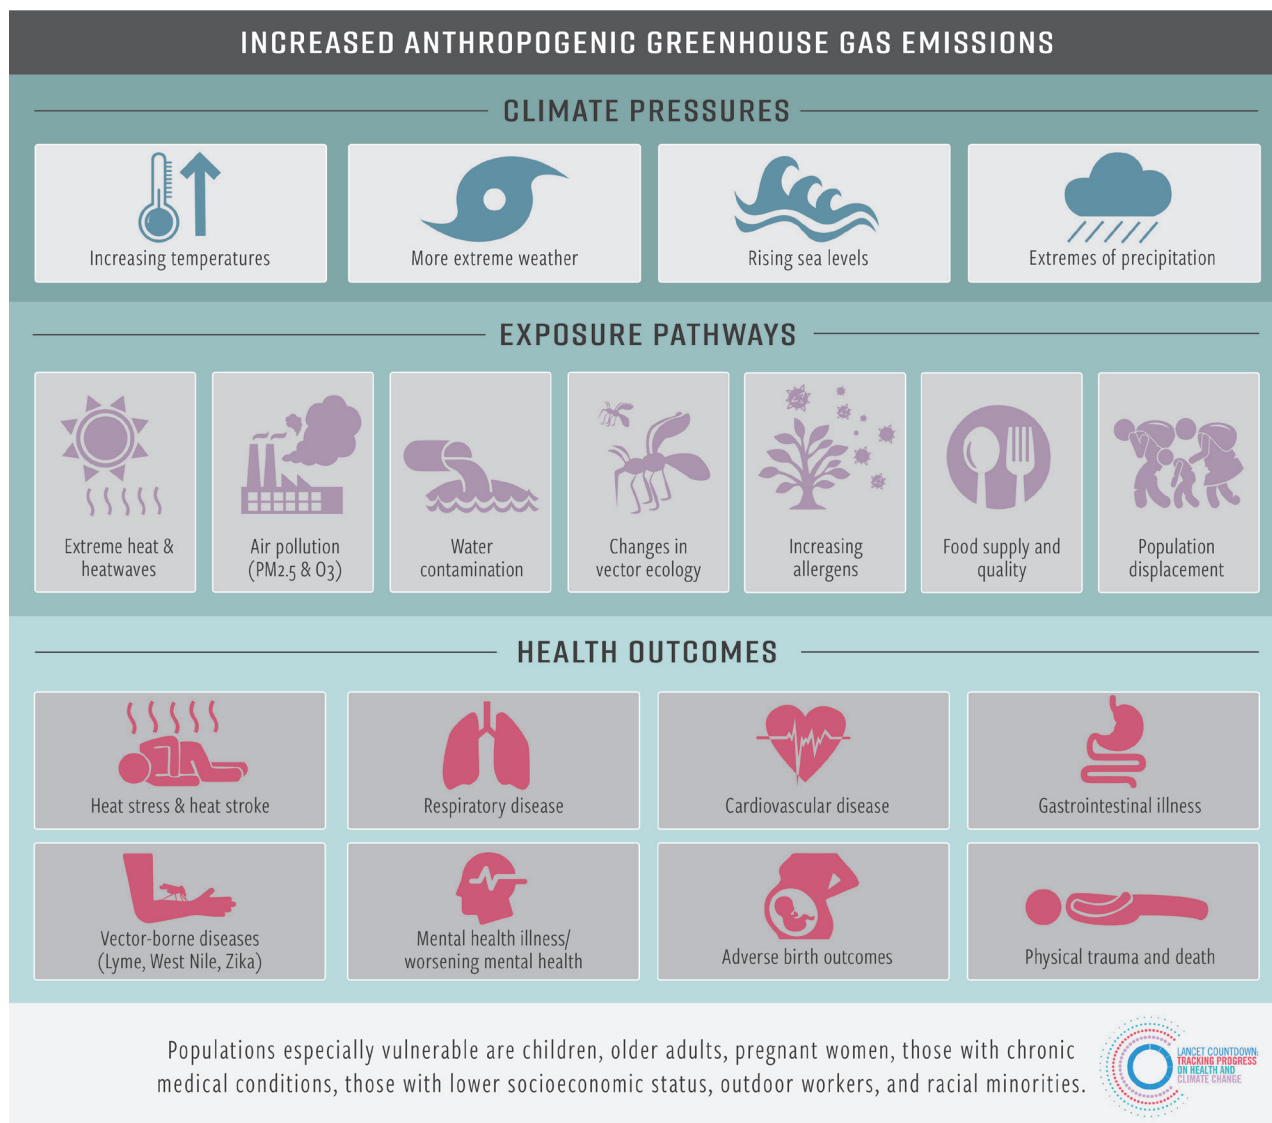 INCREASED ANTHROPOGENIC GREENHOUSE GAS EMISSIONS
CLIMATE PRESSURES
Increasing temperatures
More extreme weather
Rising sea levels
Extremes of precipitation
EXPOSURE PATHWAYS
Extreme heat &
heatwaves
Air pollution
(PM2.5 & O3)
Water
contamination
Changes in
vector ecology
Increasing
allergens
Food supply and
quality
Population
displacement
HEALTH OUTCOMES
Heat stress & heat stroke
Respiratory disease
Cardiovascular disease
Gastrointestinal illness
Vector-borne diseases
(Lyme, West Nile, Zika)
Mental health illness/
worsening mental health
Adverse birth outcomes
Physical trauma and death
Populations especially vulnerable are children, older adults, pregnant women, those with chronic
medical conditions, those with lower socioeconomic status, outdoor workers, and racial minorities.
LANCET COUNTDOWN:
TRACKING PROGRESS
ON HEALTH AND
CLIMATE CHANGE